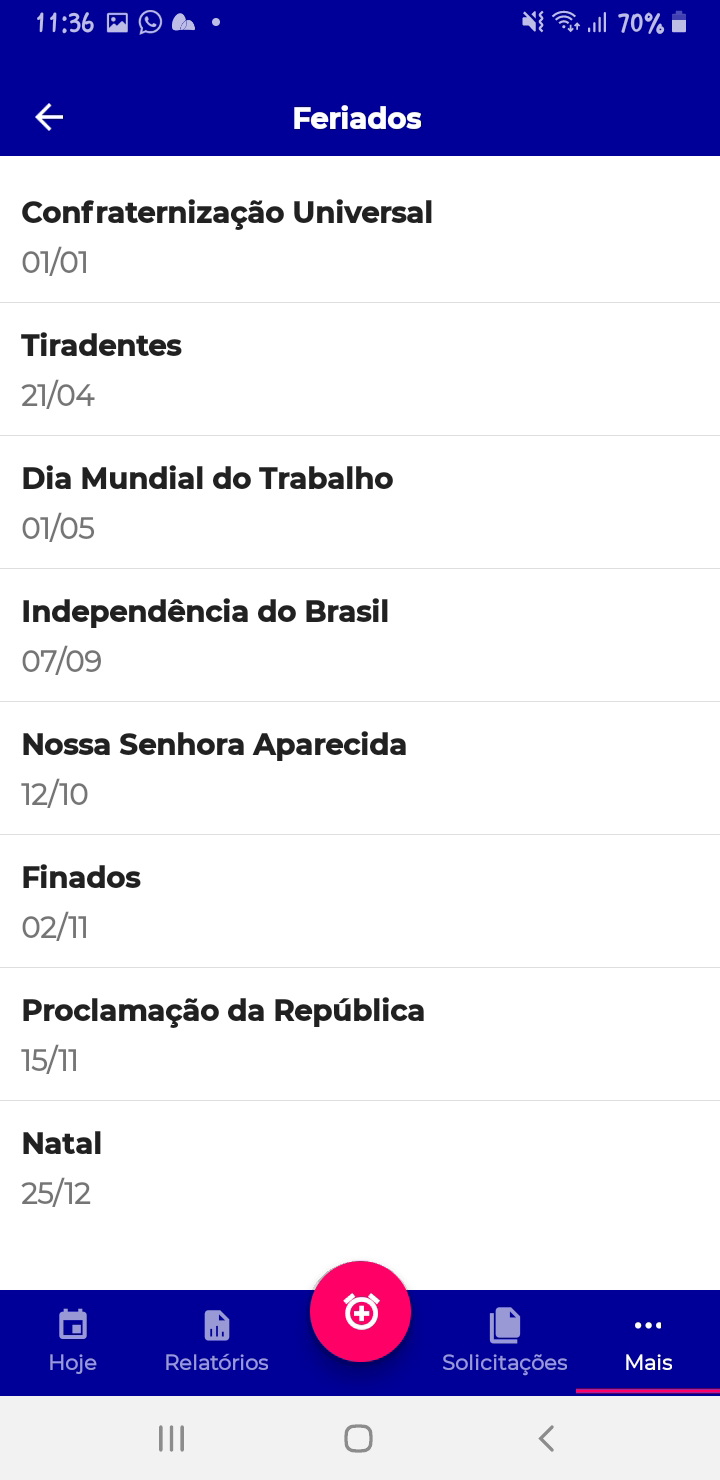 11:36
70%
Feriados
Confraternização Universal
01/01
Tiradentes
21/04
Dia Mundial do Trabalho
01/05
Independência do Brasil
07/09
Nossa Senhora Aparecida
12/10
Finados
02/11
Proclamação da República
15/11
Natal
25/12
Hoje
Relatórios
Solicitações
Mais